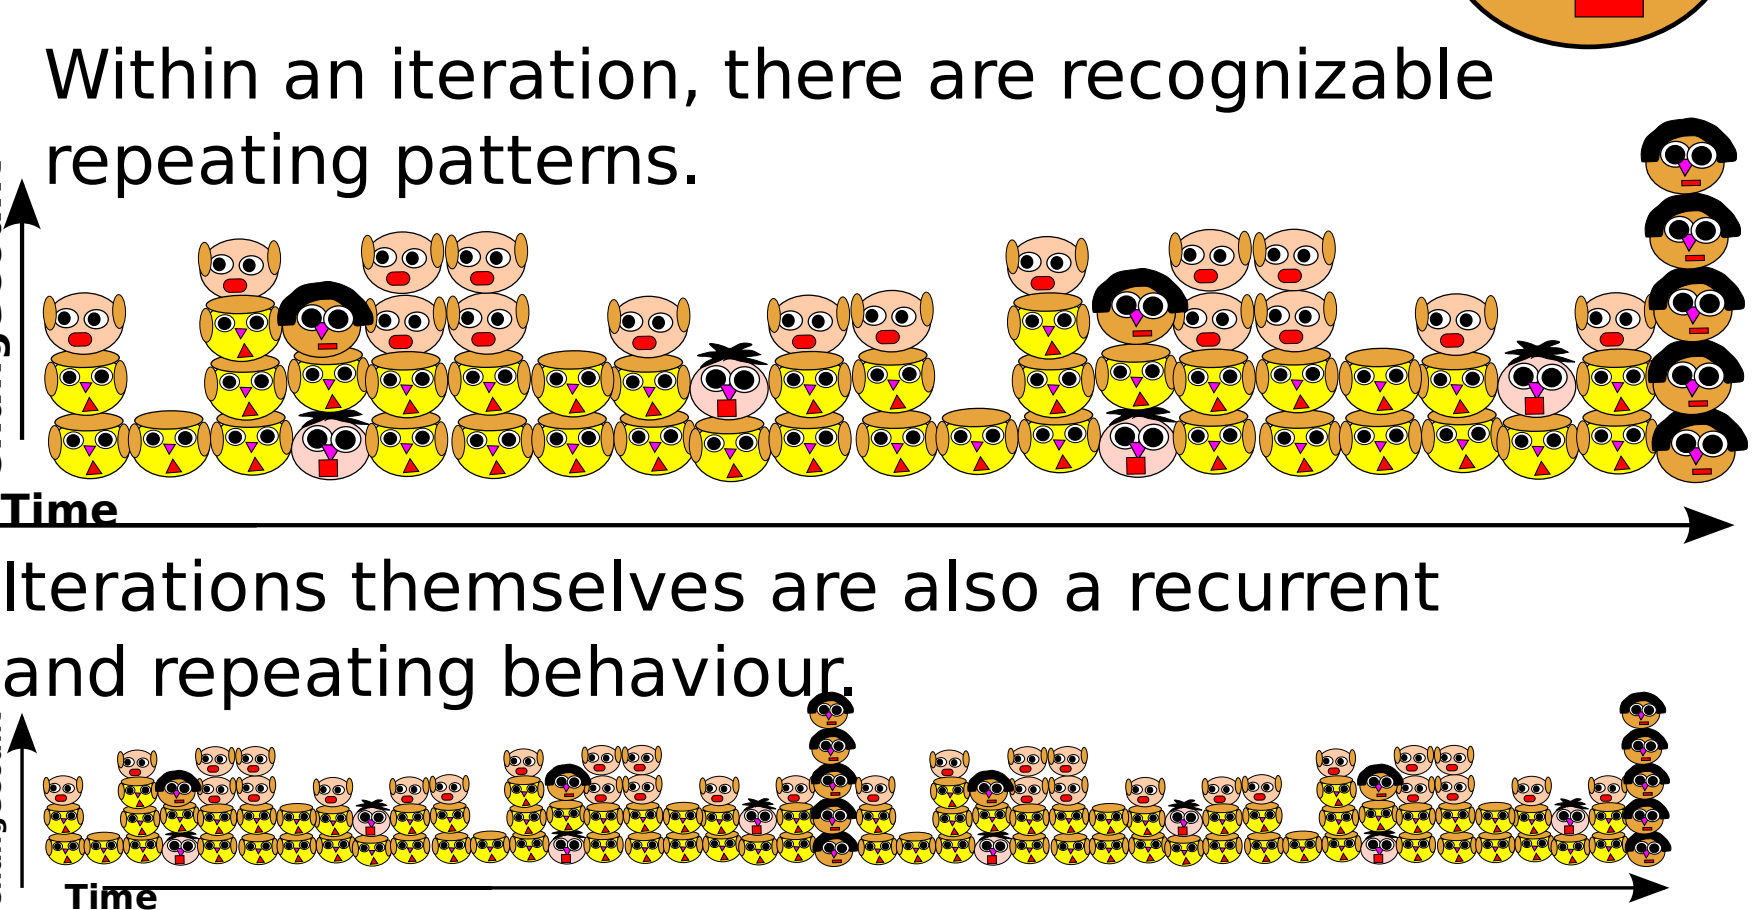 Within an iteration, there are recognizable
repeating patterns.
Time
Iterations themselves are also a recurrent
and repeating behaviour.
Time